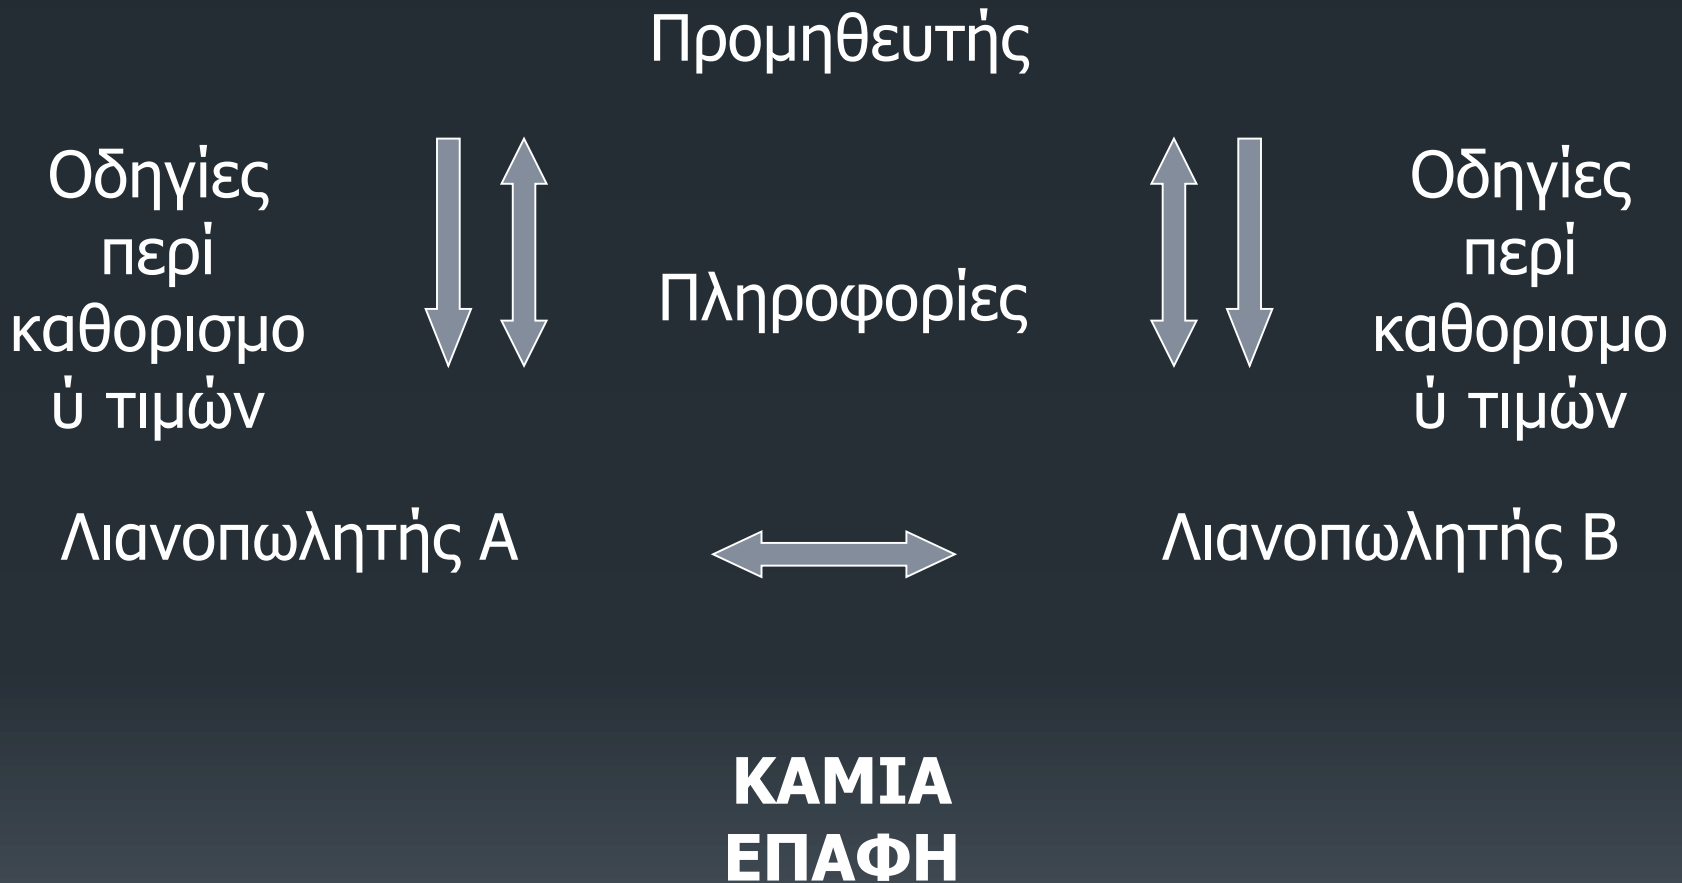 Προμηθευτής
Οδηγίες
περί
καθορισμο
ύ τιμών
Πληροφορίες
Οδηγίες
περί
καθορισμο
ύ τιμών
Λιανοπωλητής Α
Λιανοπωλητής Β
ΚΑΜΙΑ
ΕΠΑΦΗ